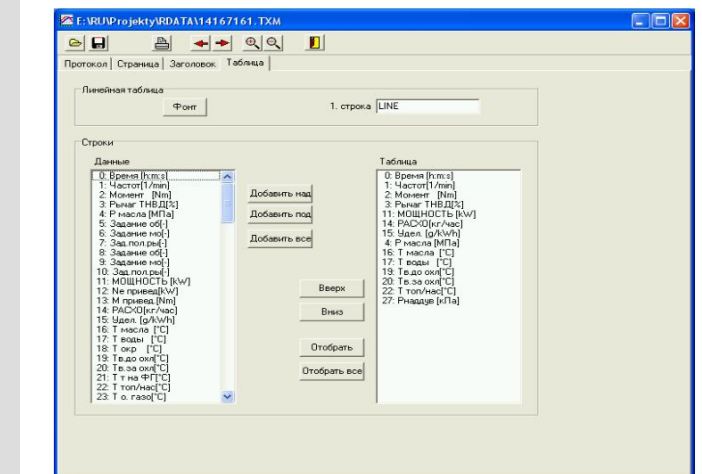 E:\RU\Projekty\RDATA\14167161.TXM
Протокол Страница Заголовок Таблица
Линейная таблица
Фонт
1. строка LINE
Строки
Данные
0: Время [h:m:s]
1: Частот[1/min]
2: Момент [Nm]
3: Рычаг ТНВД[%]
4: P масла [МПа]
5: Задание об[-]
6: Задание мо[-]
7: Зад.пол.ры[-]
8: Задание об[-]
9: Задание мо[-]
10: Зад.пол.ры[-]
11: МОЩНОСТЬ [kW]
12: Ne привед[kW]
13: М привед.[Nm]
14: РАСХО[кг/час]
15: Удел. [g/kWh]
16: Т масла [°C]
17: Т воды [°C]
18: Т окр [°C]
19: Тв.до охл[°C]
20: Тв.за охл[°C]
21: Т т на ФГ[°C]
22: Т топ/нас[°C]
23: Т о. газо[°C]
Добавить над
Добавить под
Добавить все
Вверх
Вниз
Отобрать
Отобрать все
Таблица
0: Время [h:m:s]
1: Частот[1/min]
2: Момент [Nm]
3: Рычаг ТНВД[%]
11: МОЩНОСТЬ [kW]
14: РАСХО[кг/час]
15: Удел. [g/kWh]
4: P масла [МПа]
16: Т масла [°C]
17: Т воды [°C]
19: Тв.до охл[°C]
20: Тв.за охл[°C]
22: Т топ/нас[°C]
27: Рнаддув [кПа]